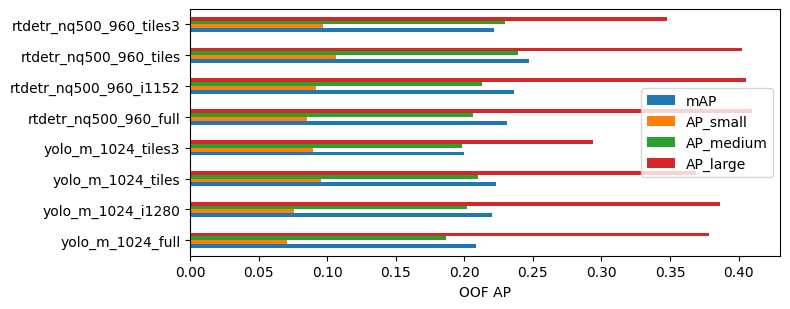 rtdetr_nq500_960_tiles3
rtdetr_nq500_960_tiles
rtdetr_nq500_960_i1152
rtdetr_nq500_960_full
yolo_m_1024_tiles3
yolo_m_1024_tiles
yolo_m_1024_i1280
yolo_m_1024_full
mAP
AP_small
AP_medium
AP_large
0.00 0.05 0.10 0.15 0.20 0.25 0.30 0.35 0.40
OOF AP